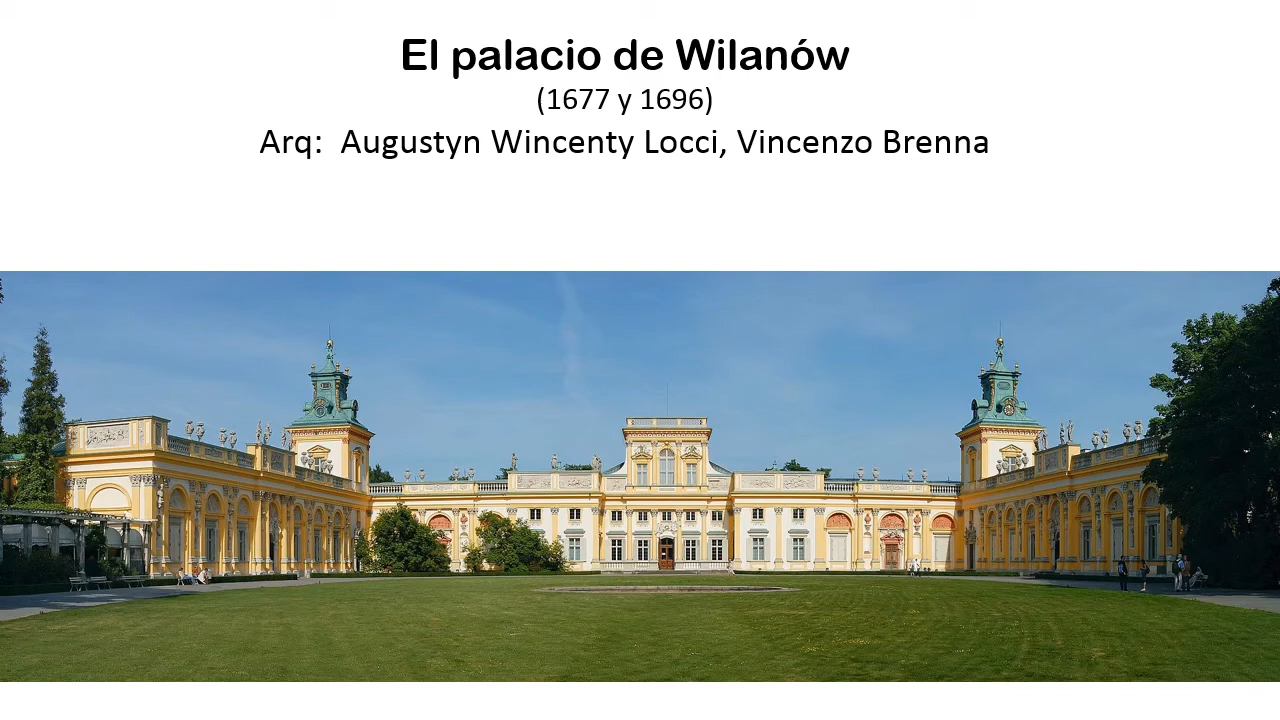 El palacio de Wilanów
(1677 y 1696)
Arq:  Augustyn Wincenty Locci, Vincenzo Brenna